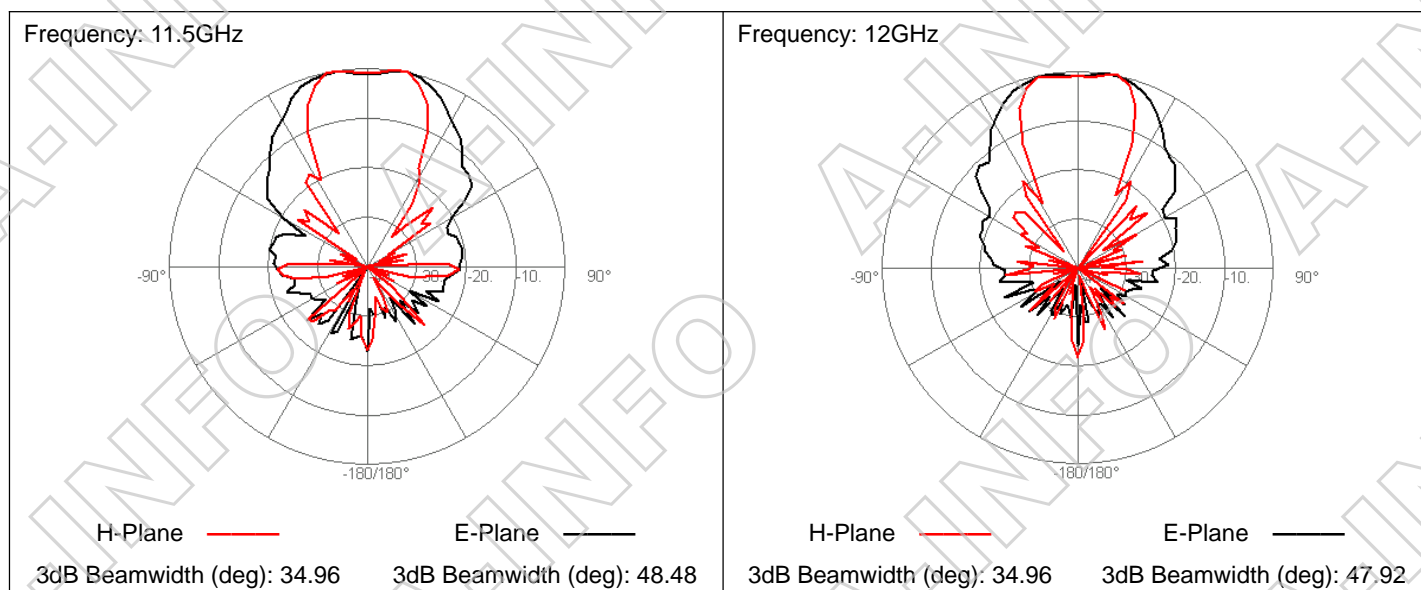 Frequency: 11.5GHz
-90°
-20.
-10.
90°
-180/180°
H-Plane
E-Plane
3dB Beamwidth (deg): 34.96
3dB Beamwidth (deg): 48.48
Frequency: 12GHz
-90°
-20.
-10.
90°
-180/180°
H-Plane
E-Plane
3dB Beamwidth (deg): 34.96
3dB Beamwidth (deg): 47.92
A-INFO